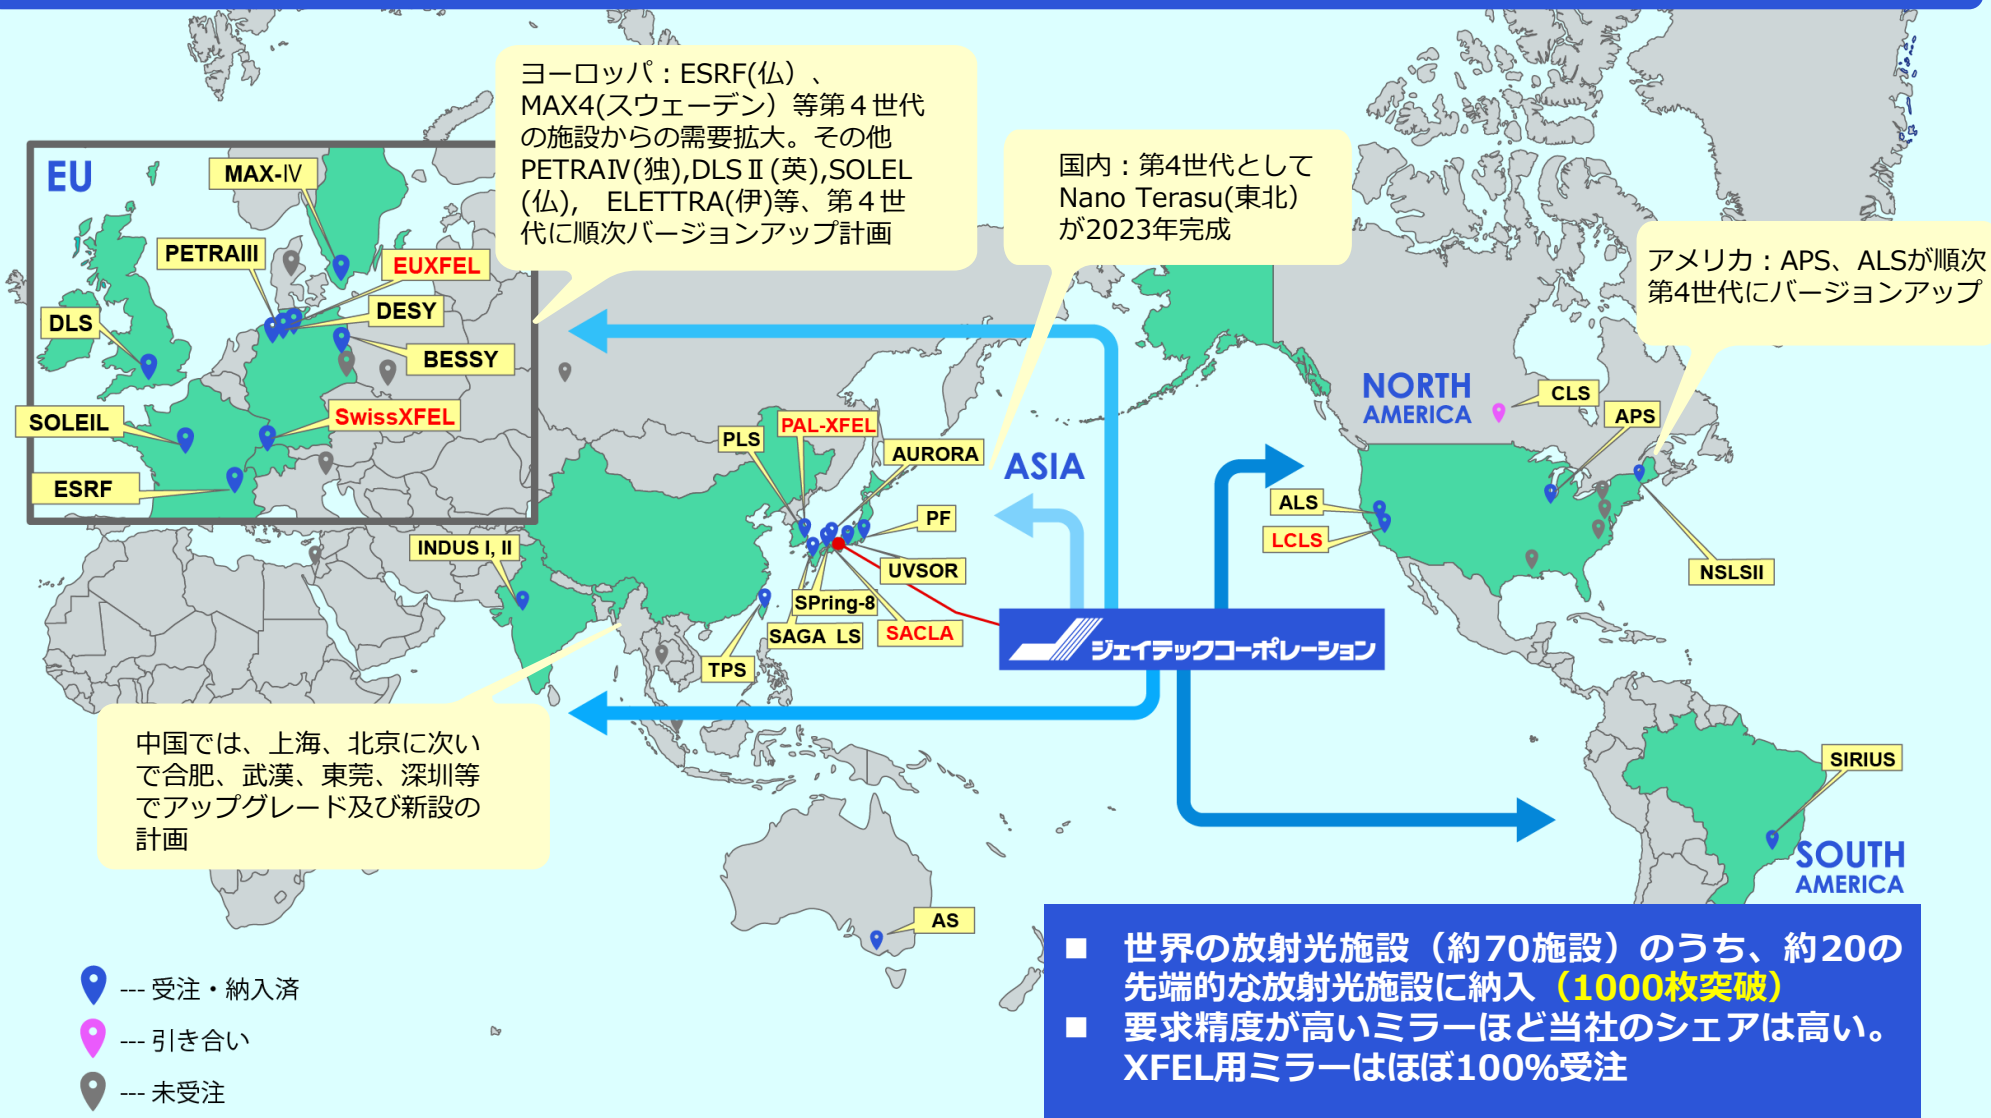 ヨーロッパ：ESRF(仏）、
MAX4(スウェーデン）等第４世代
の施設からの需要拡大。その他
PETRAⅣ(独),DLSⅡ(英),SOLEL
(仏),　ELETTRA(伊)等、第４世
代に順次バージョンアップ計画
国内：第4世代として
Nano Terasu(東北）
が2023年完成
アメリカ：APS、ALSが順次
第4世代にバージョンアップ
EU
MAX-Ⅳ
PETRAIII
EUXFEL
DESY
DLS
BESSY
SOLEIL
SwissXFEL
ESRF
ASIA
PLS
PAL-XFEL
AURORA
PF
UVSOR
INDUS I, II
SPring-8
SAGA LS
SACLA
TPS
NORTH
AMERICA
CLS
APS
ALS
LCLS
NSLSII
ジェイテックコーポレーション
中国では、上海、北京に次い
で合肥、武漢、東莞、深圳等
でアップグレード及び新設の
計画
SIRIUS
SOUTH
AMERICA
AS
--- 受注・納入済
--- 引き合い
--- 未受注
■ 世界の放射光施設（約70施設）のうち、約20の
先端的な放射光施設に納入（1000枚突破）
■ 要求精度が高いミラーほど当社のシェアは高い。
XFEL用ミラーはほぼ100%受注